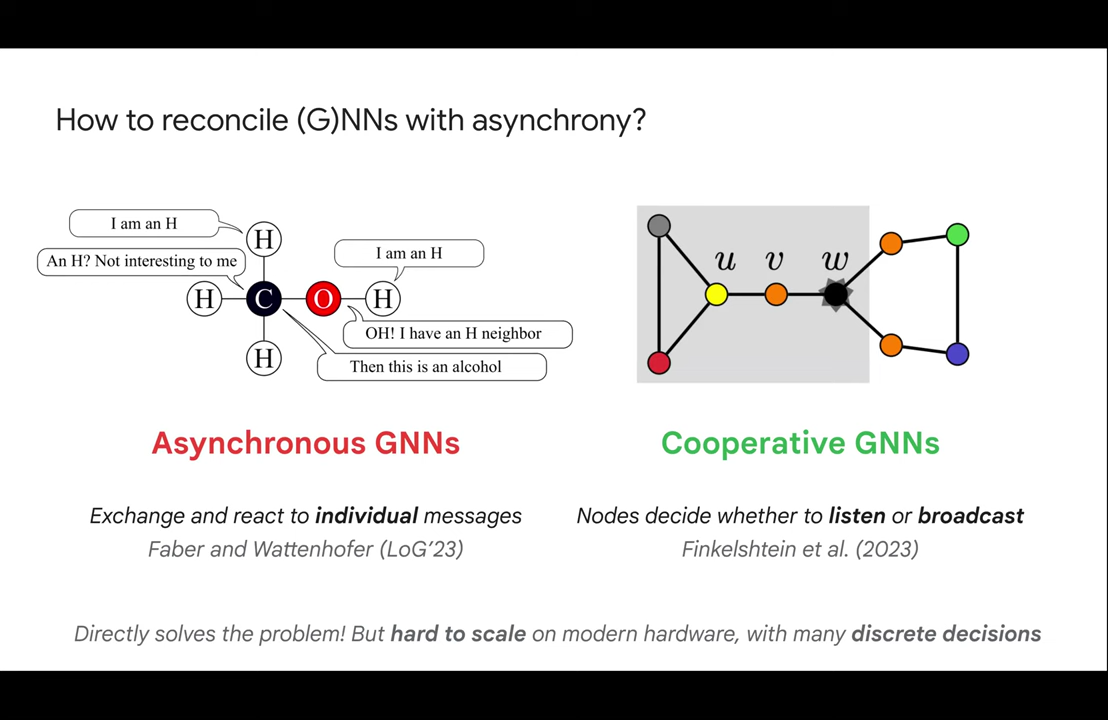 How to reconcile (G)NNs with asynchrony?
I am an H
An H? Not interesting to me
H
I am an H
H
C
O
H
OH! I have an H neighbor
H
Then this is an alcohol
u v w
Asynchronous GNNs
Exchange and react to individual messages
Faber and Wattenhofer (LoG’23)
Cooperative GNNs
Nodes decide whether to listen or broadcast
Finkelshtein et al. (2023)
Directly solves the problem! But hard to scale on modern hardware, with many discrete decisions